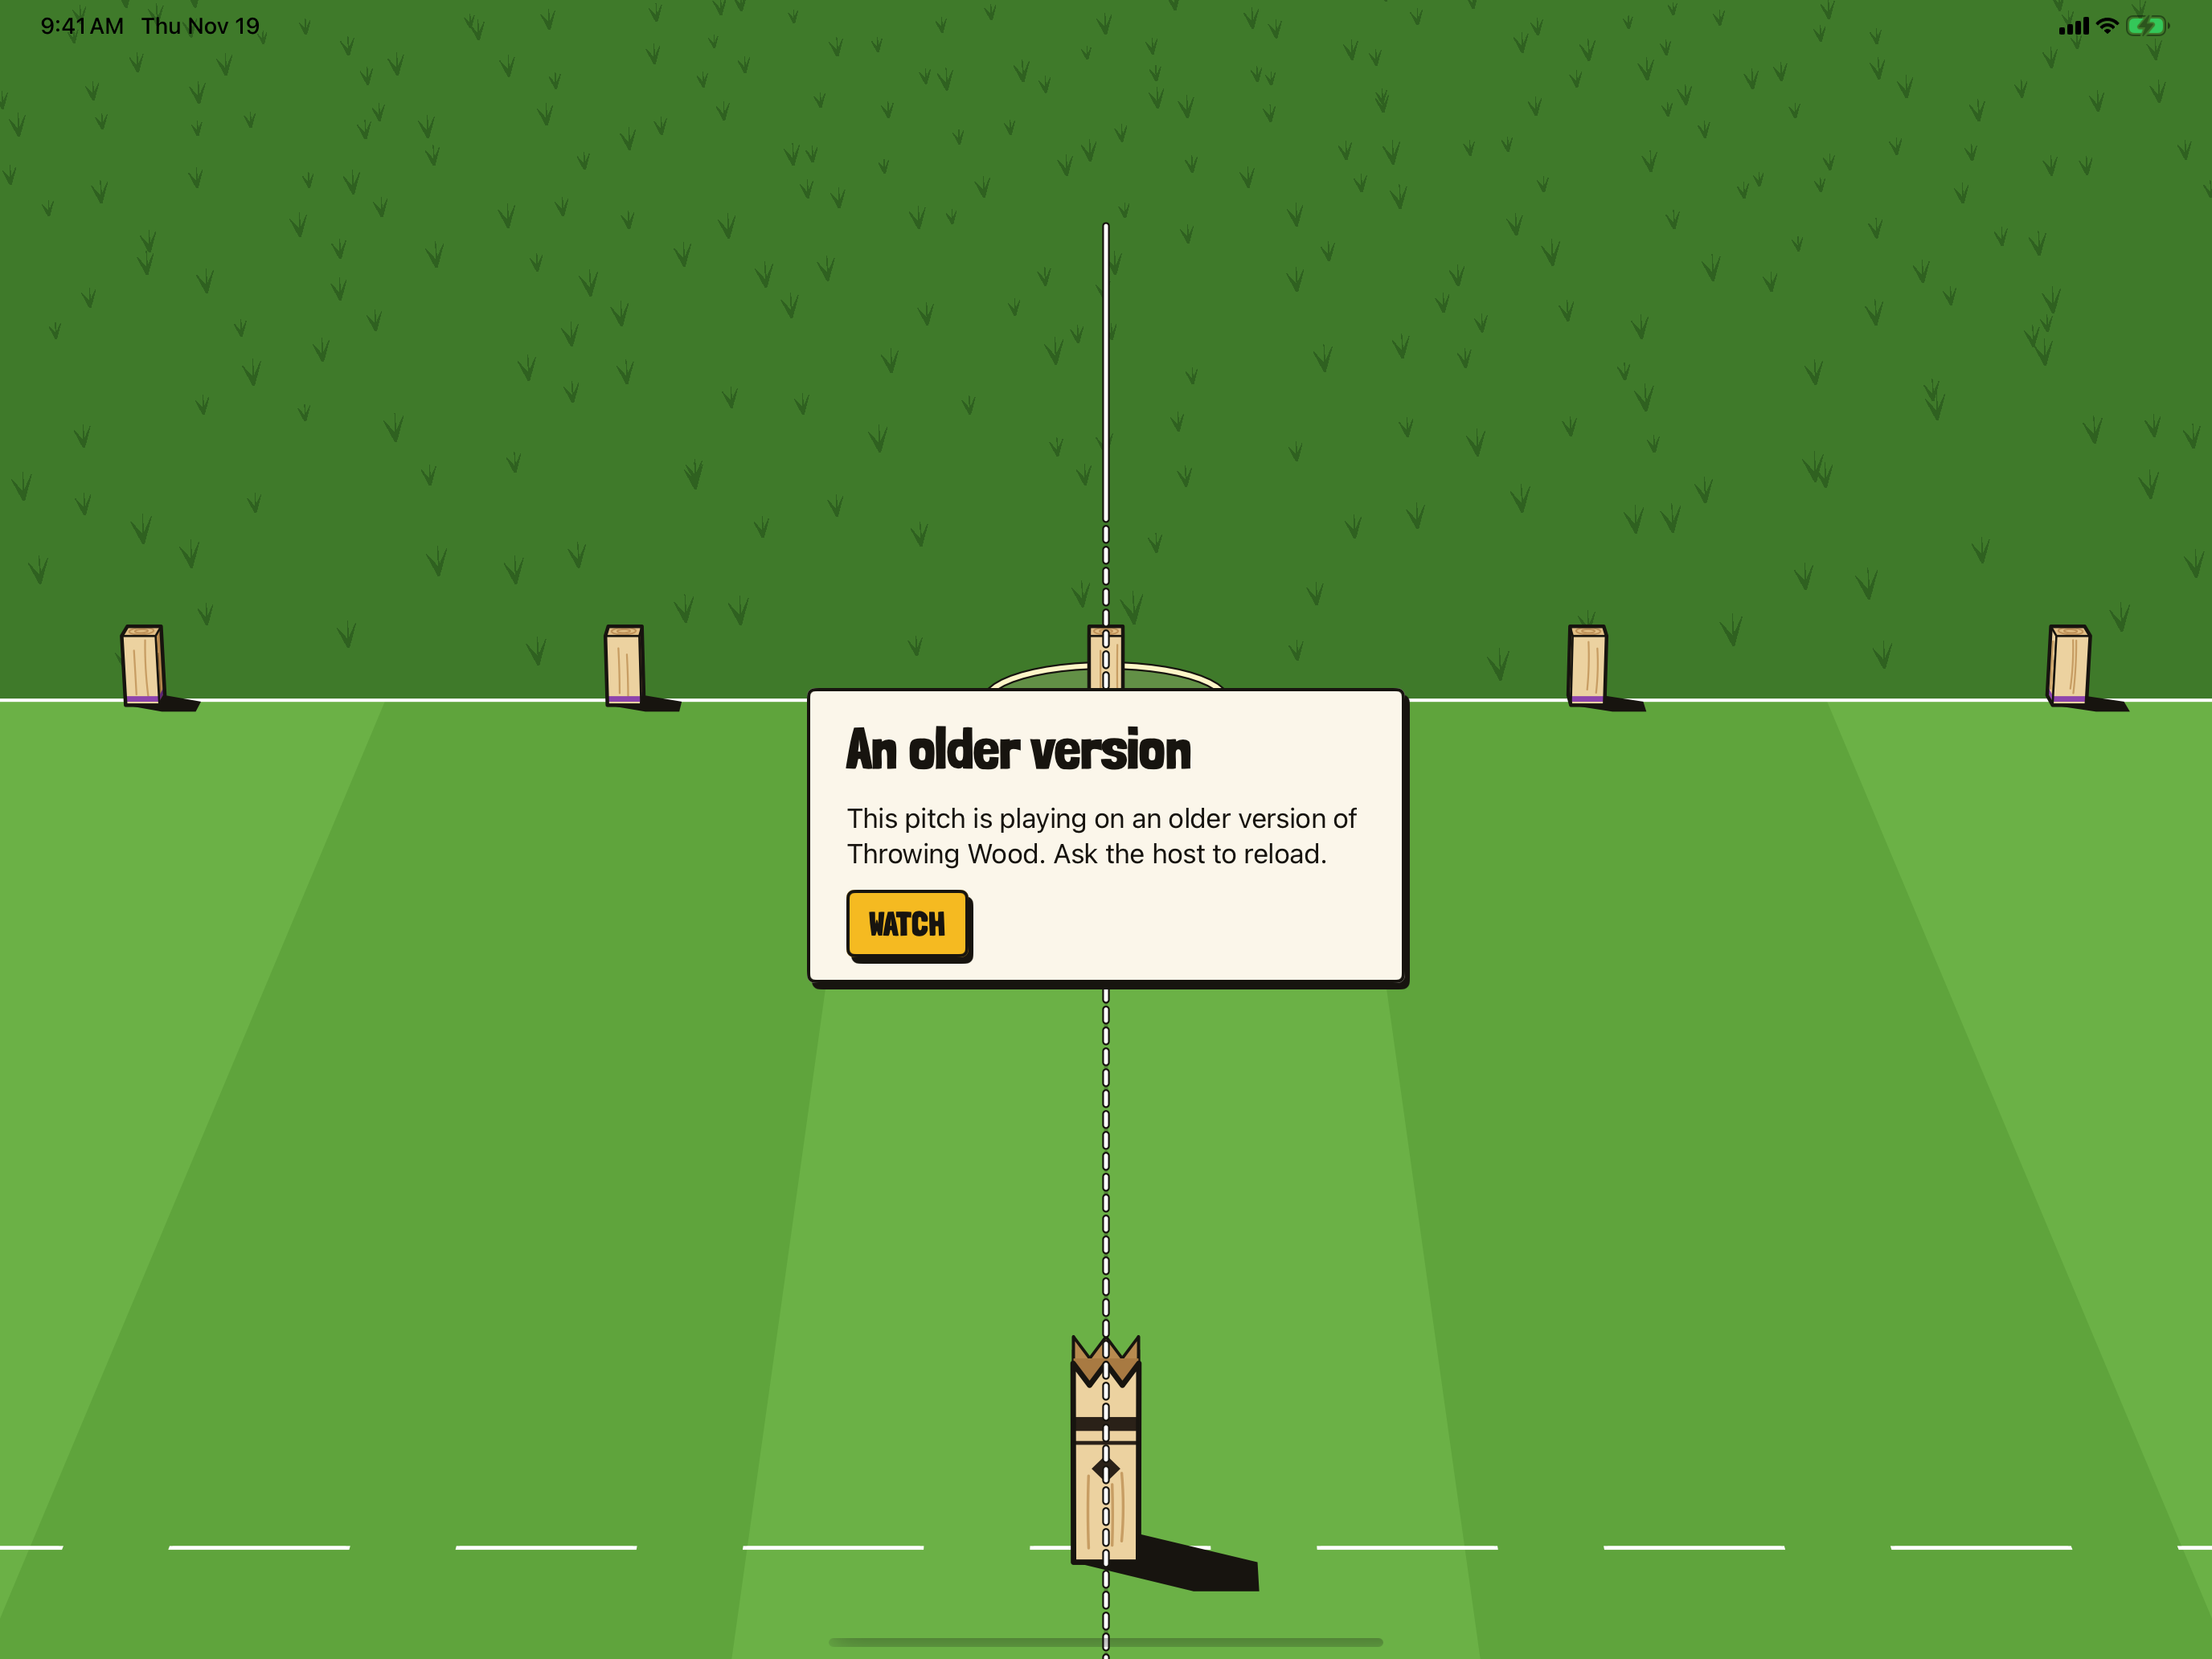 9:41 AM Thu Nov 19
An older version
This pitch is playing on an older version of
Throwing Wood. Ask the host to reload.
WATCH